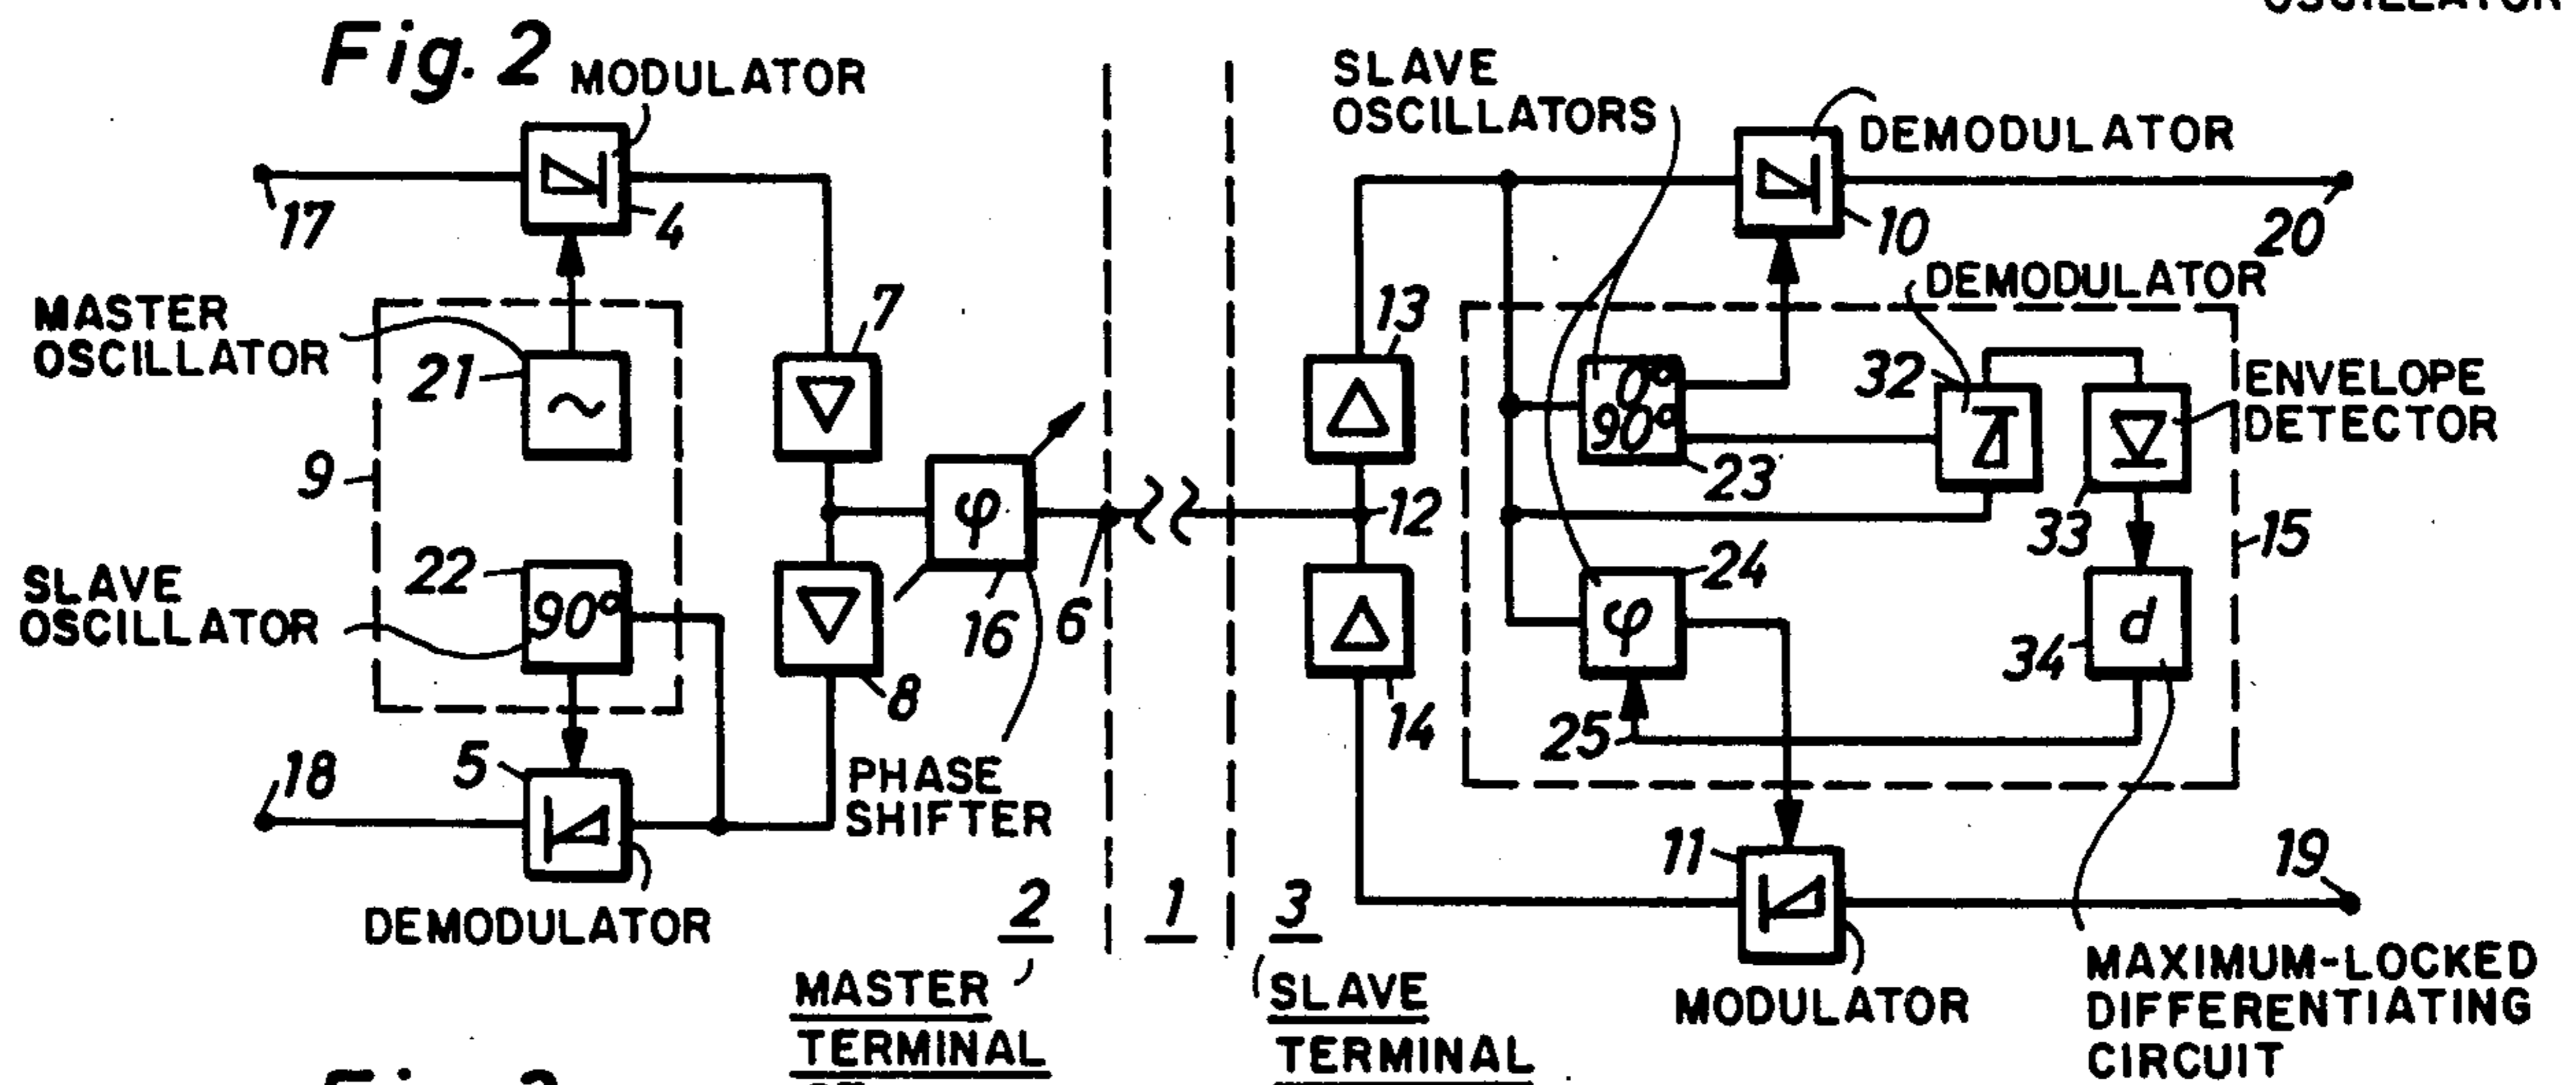 OSCILLATOR
Fig. 2
MODULATOR
17
4
MASTER
OSCILLATOR
21
~
7
9
22
SLAVE
OSCILLATOR
90°
φ
16
6
8
5
18
PHASE
SHIFTER
DEMODULATOR
2
1
3
MASTER
TERMINAL
SLAVE
TERMINAL
SLAVE
OSCILLATORS
DEMODULATOR
10
20
DEMODULATOR
13
0°
90°
23
32
ENVELOPE
DETECTOR
12
33
15
24
φ
d
34
14
25
11
19
MODULATOR
MAXIMUM-LOCKED
DIFFERENTIATING
CIRCUIT